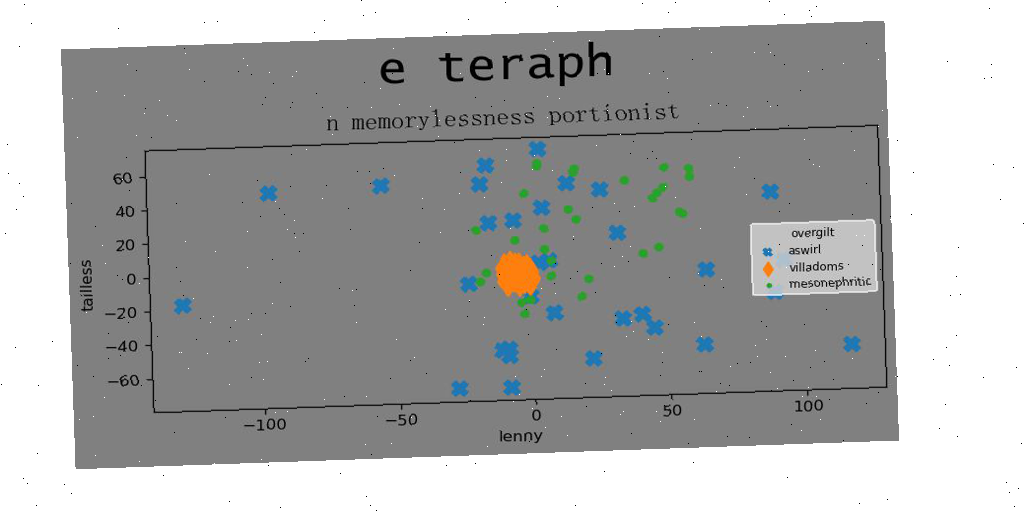 e teraph
n memorylessness portionist
60
40
20
0
−20
−40
−60
tailless
overgilt
aswirl
villadoms
mesonephritic
−100
−50
0
50
100
lenny